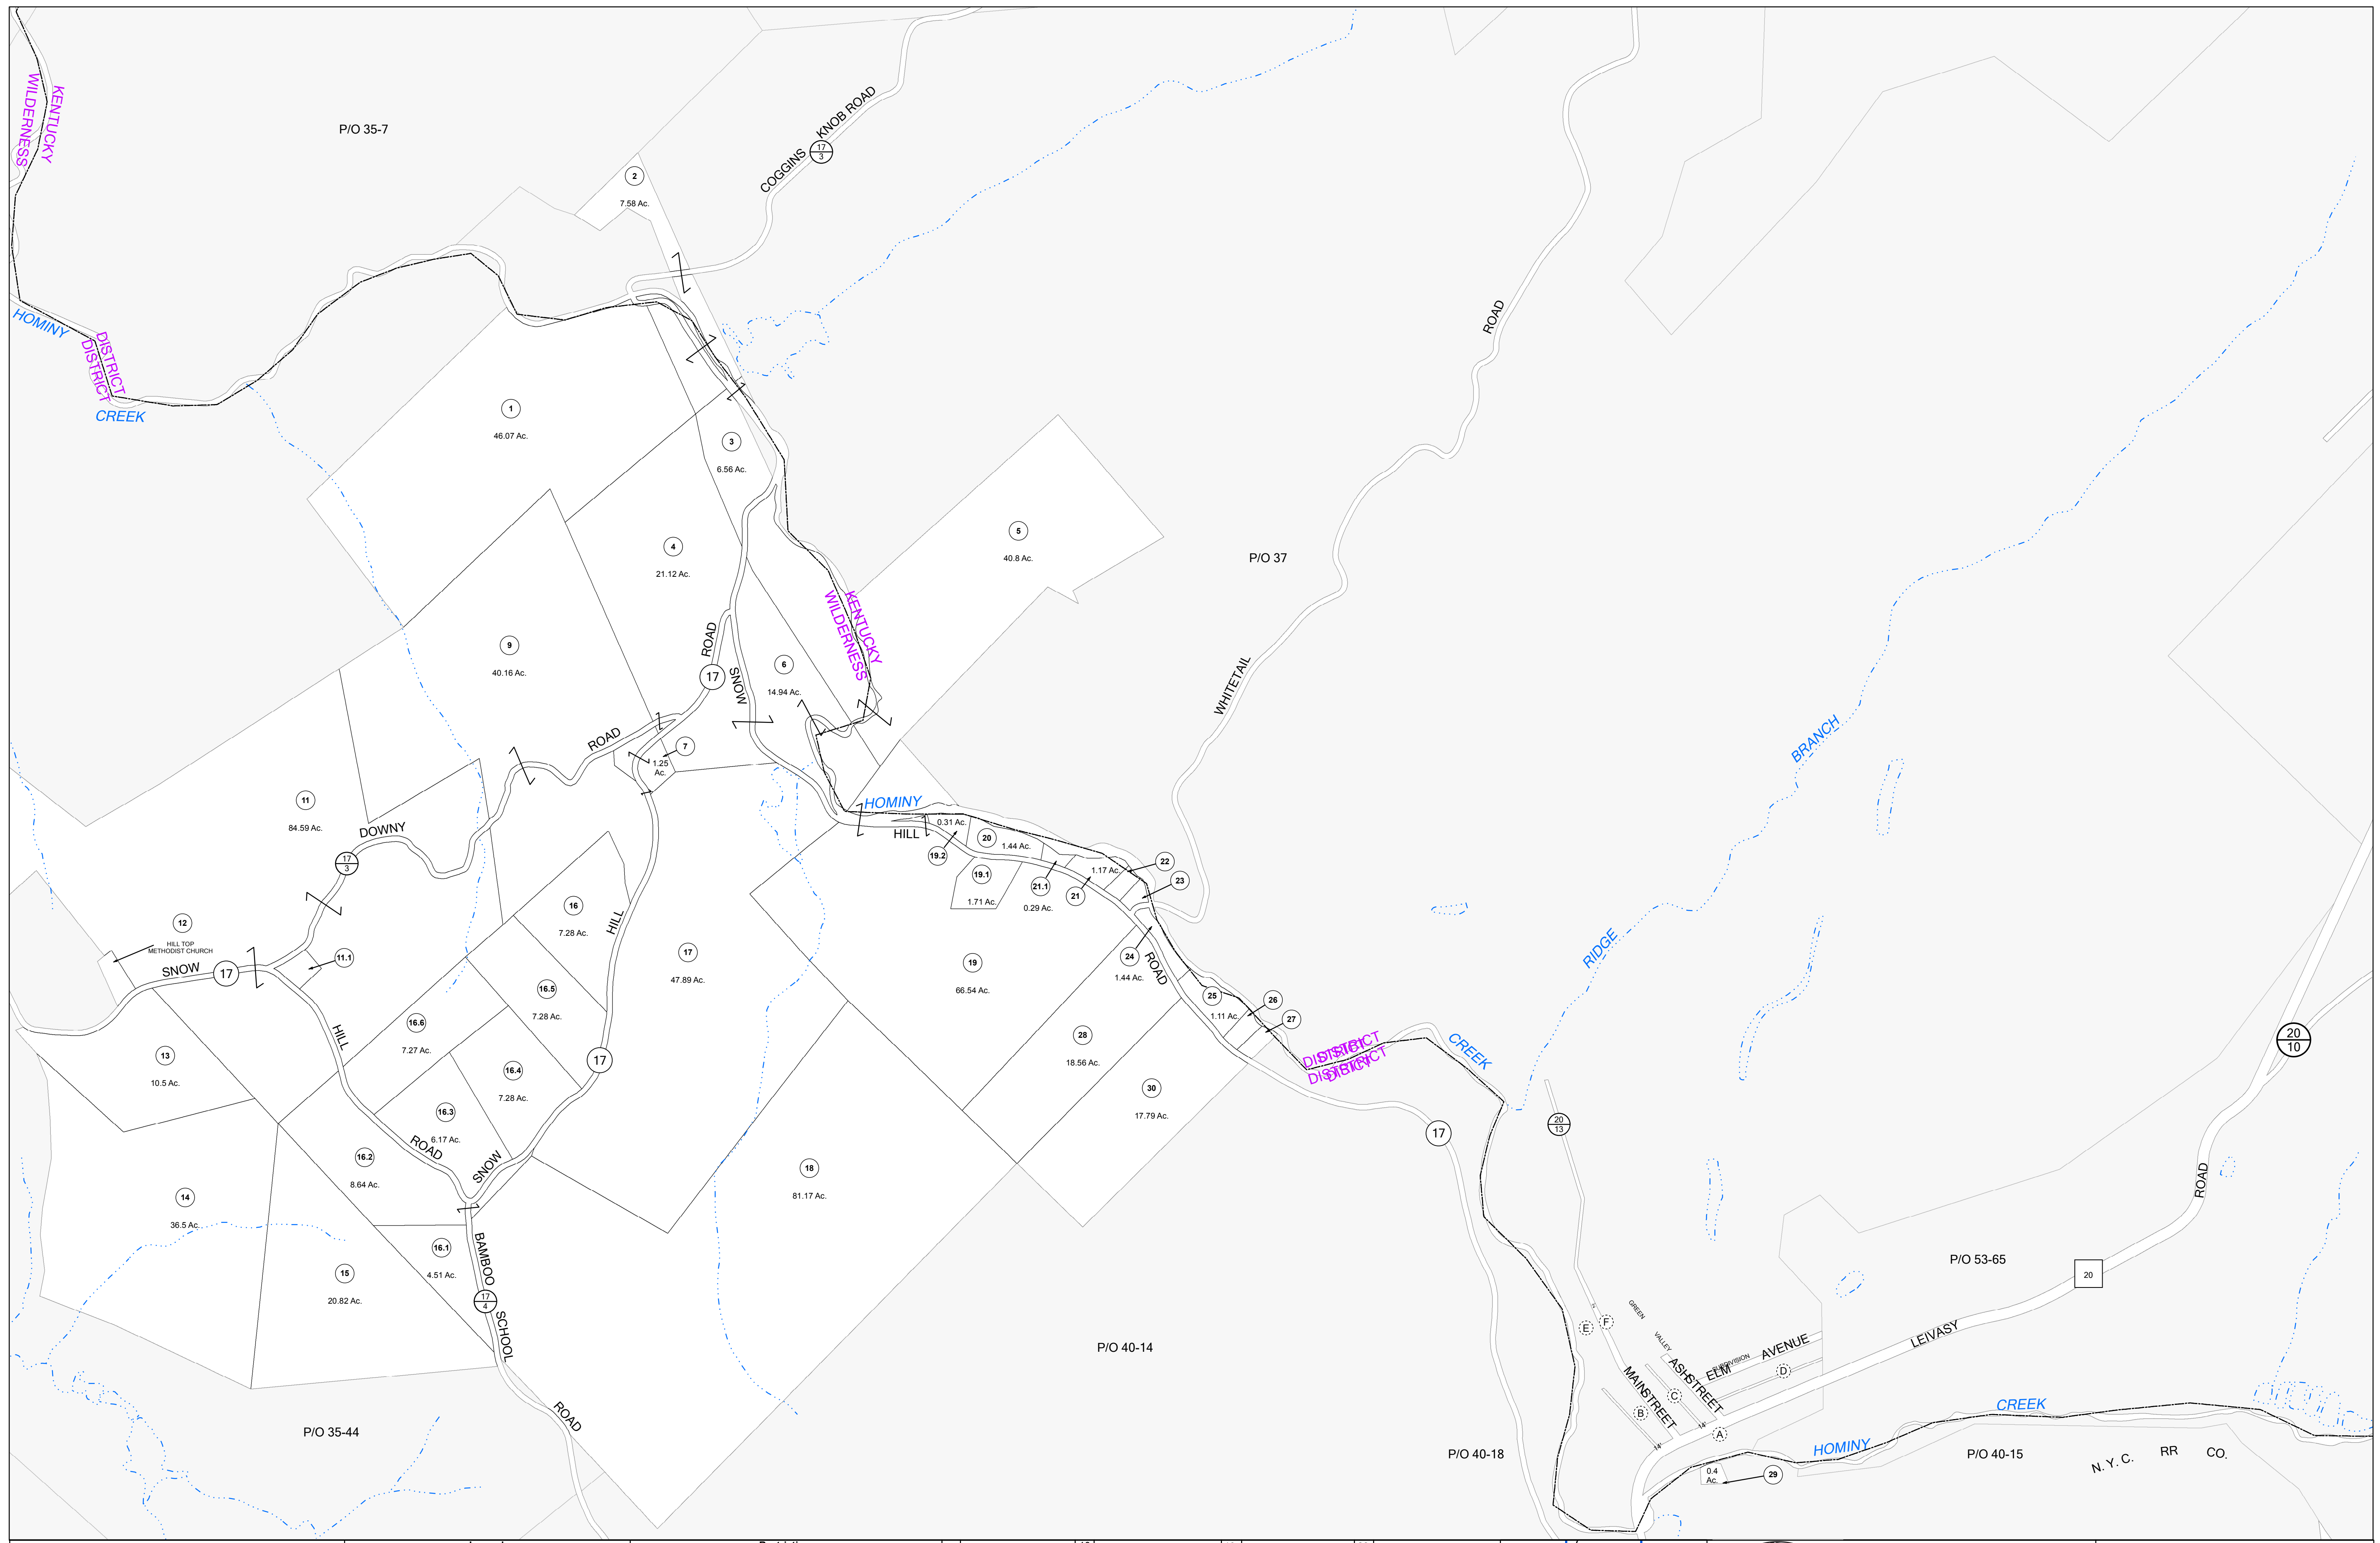 WILDERNESS
KENTUCKY
P/O 35-7
KNOB ROAD
17
3
COGGINS
2
7.58 Ac.
HOMINY
DISTRICT
DISTRICT
CREEK
ROAD
1
46.07 Ac.
3
6.56 Ac.
4
21.12 Ac.
5
40.8 Ac.
P/O 37
9
40.16 Ac.
ROAD
17
SNOW
6
14.94 Ac.
KENTUCKY
WILDERNESS
WHITETAIL
ROAD
7
1.25
Ac.
BRANCH
11
84.59 Ac.
DOWNY
17
3
HOMINY
HILL
0.31 Ac.
19.2
20
1.44 Ac.
19.1
1.71 Ac.
21.1
0.29 Ac.
21
1.17 Ac.
22
23
12
HILL TOP
METHODIST CHURCH
SNOW
17
11.1
16
7.28 Ac.
HILL
17
47.89 Ac.
19
66.54 Ac.
24
1.44 Ac.
ROAD
RIDGE
16.5
7.28 Ac.
16.6
7.27 Ac.
HILL
25
1.11 Ac.
26
27
28
18.56 Ac.
DISTRICT
DISTRICT
DISTRICT
DISTRICT
CREEK
20
10
13
10.5 Ac.
17
16.4
7.28 Ac.
30
17.79 Ac.
16.3
6.17 Ac.
ROAD
SNOW
17
20
13
16.2
8.64 Ac.
18
81.17 Ac.
14
36.5 Ac.
ROAD
16.1
4.51 Ac.
BAMBOO
15
20.82 Ac.
17
4
SCHOOL
P/O 53-65
20
GREEN
VALLEY
SUBDIVISION
E
F
P/O 40-14
LEIVASY
ELM
AVENUE
ASH
STREET
D
MAIN
STREET
C
B
14'
14'
A
ROAD
P/O 35-44
P/O 40-18
CREEK
HOMINY
P/O 40-15
N. Y. C.
RR
CO.
0.4
Ac.
29